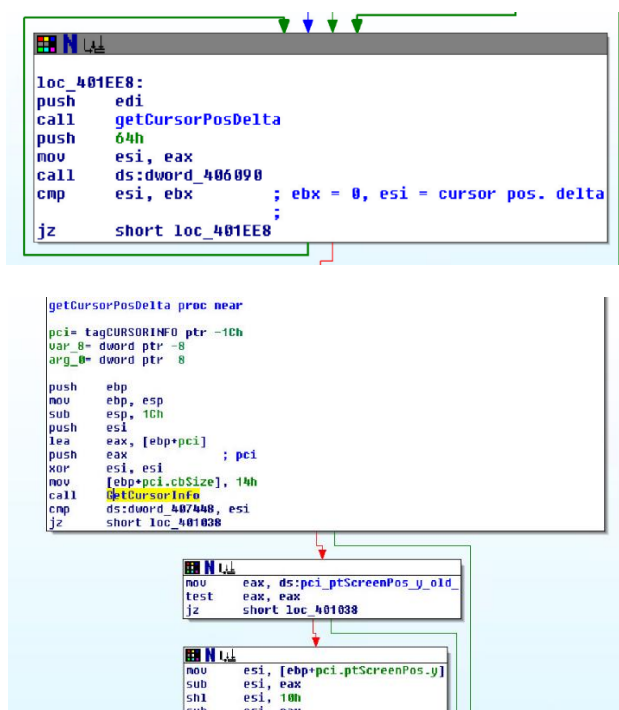 loc_401EE8:
push edi
call getCursorPosDelta
push 64h
mov esi, eax
call ds:dword_406090
cmp esi, ebx ; ebx = 0, esi = cursor pos. delta
;
jz short loc_401EE8
getCursorPosDelta proc near
pci= tagCURSORINFO ptr -1Ch
var_8= dword ptr -8
arg_0= dword ptr 8
push ebp
mov ebp, esp
sub esp, 1Ch
push esi
lea eax, [ebp+pci]
push eax ; pci
xor esi, esi
mov [ebp+pci.cbSize], 14h
call GetCursorInfo
cmp ds:dword_407448, esi
jz short loc_401038
mov eax, ds:pci_ptScreenPos_y_old_
test eax, eax
jz short loc_401038
mov esi, [ebp+pci.ptScreenPos.y]
sub esi, eax
shl esi, 10h
sub esi, eax